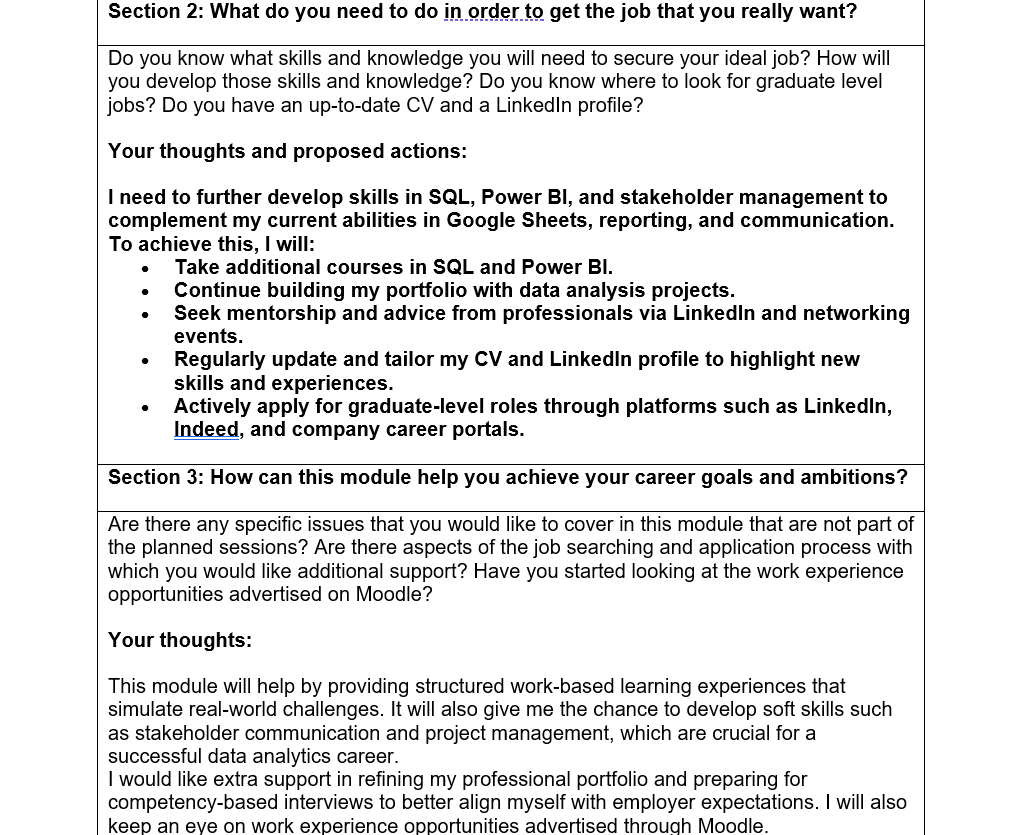 Section 2: What do you need to do in order to get the job that you really want?
Do you know what skills and knowledge you will need to secure your ideal job? How will
you develop those skills and knowledge? Do you know where to look for graduate level
jobs? Do you have an up-to-date CV and a LinkedIn profile?
Your thoughts and proposed actions:
I need to further develop skills in SQL, Power BI, and stakeholder management to
complement my current abilities in Google Sheets, reporting, and communication.
To achieve this, I will:
• Take additional courses in SQL and Power BI.
• Continue building my portfolio with data analysis projects.
• Seek mentorship and advice from professionals via LinkedIn and networking
events.
• Regularly update and tailor my CV and LinkedIn profile to highlight new
skills and experiences.
• Actively apply for graduate-level roles through platforms such as LinkedIn,
Indeed, and company career portals.
Section 3: How can this module help you achieve your career goals and ambitions?
Are there any specific issues that you would like to cover in this module that are not part of
the planned sessions? Are there aspects of the job searching and application process with
which you would like additional support? Have you started looking at the work experience
opportunities advertised on Moodle?
Your thoughts:
This module will help by providing structured work-based learning experiences that
simulate real-world challenges. It will also give me the chance to develop soft skills such
as stakeholder communication and project management, which are crucial for a
successful data analytics career.
I would like extra support in refining my professional portfolio and preparing for
competency-based interviews to better align myself with employer expectations. I will also
keep an eye on work experience opportunities advertised through Moodle.